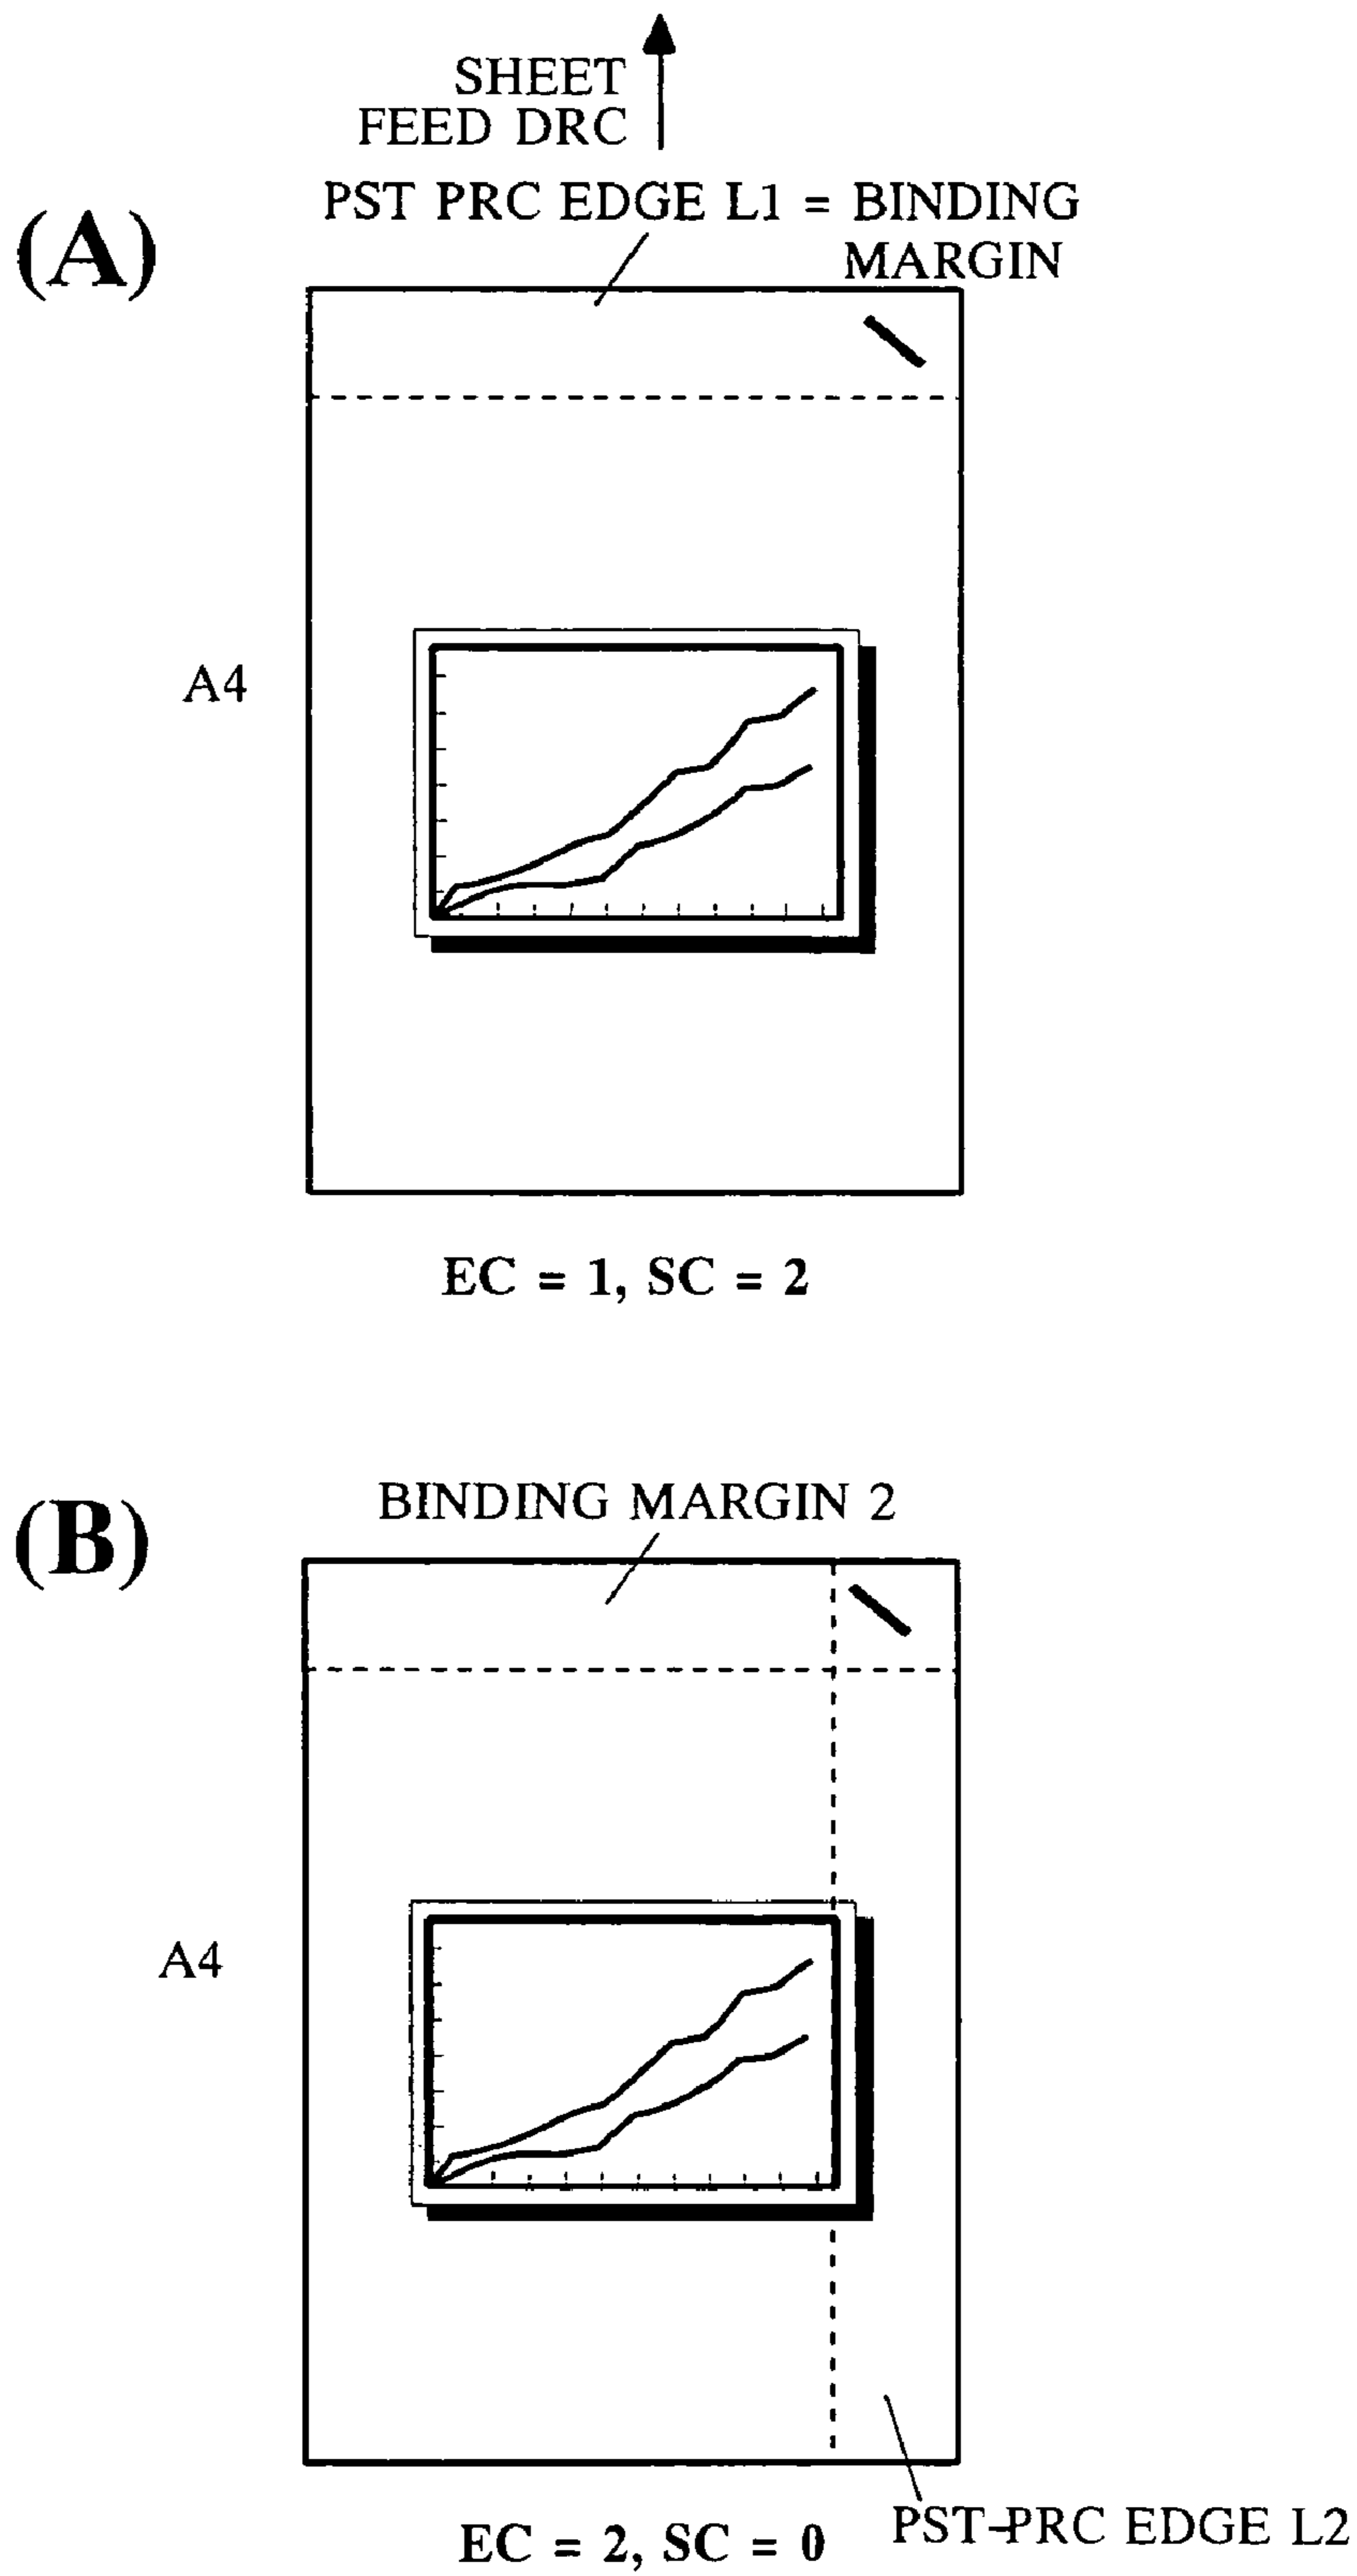 SHEET
FEED DRC
PST PRC EDGE L1 = BINDING
MARGIN
(A)
A4
EC = 1, SC = 2
BINDING MARGIN 2
(B)
A4
PST-PRC EDGE L2
EC = 2, SC = 0